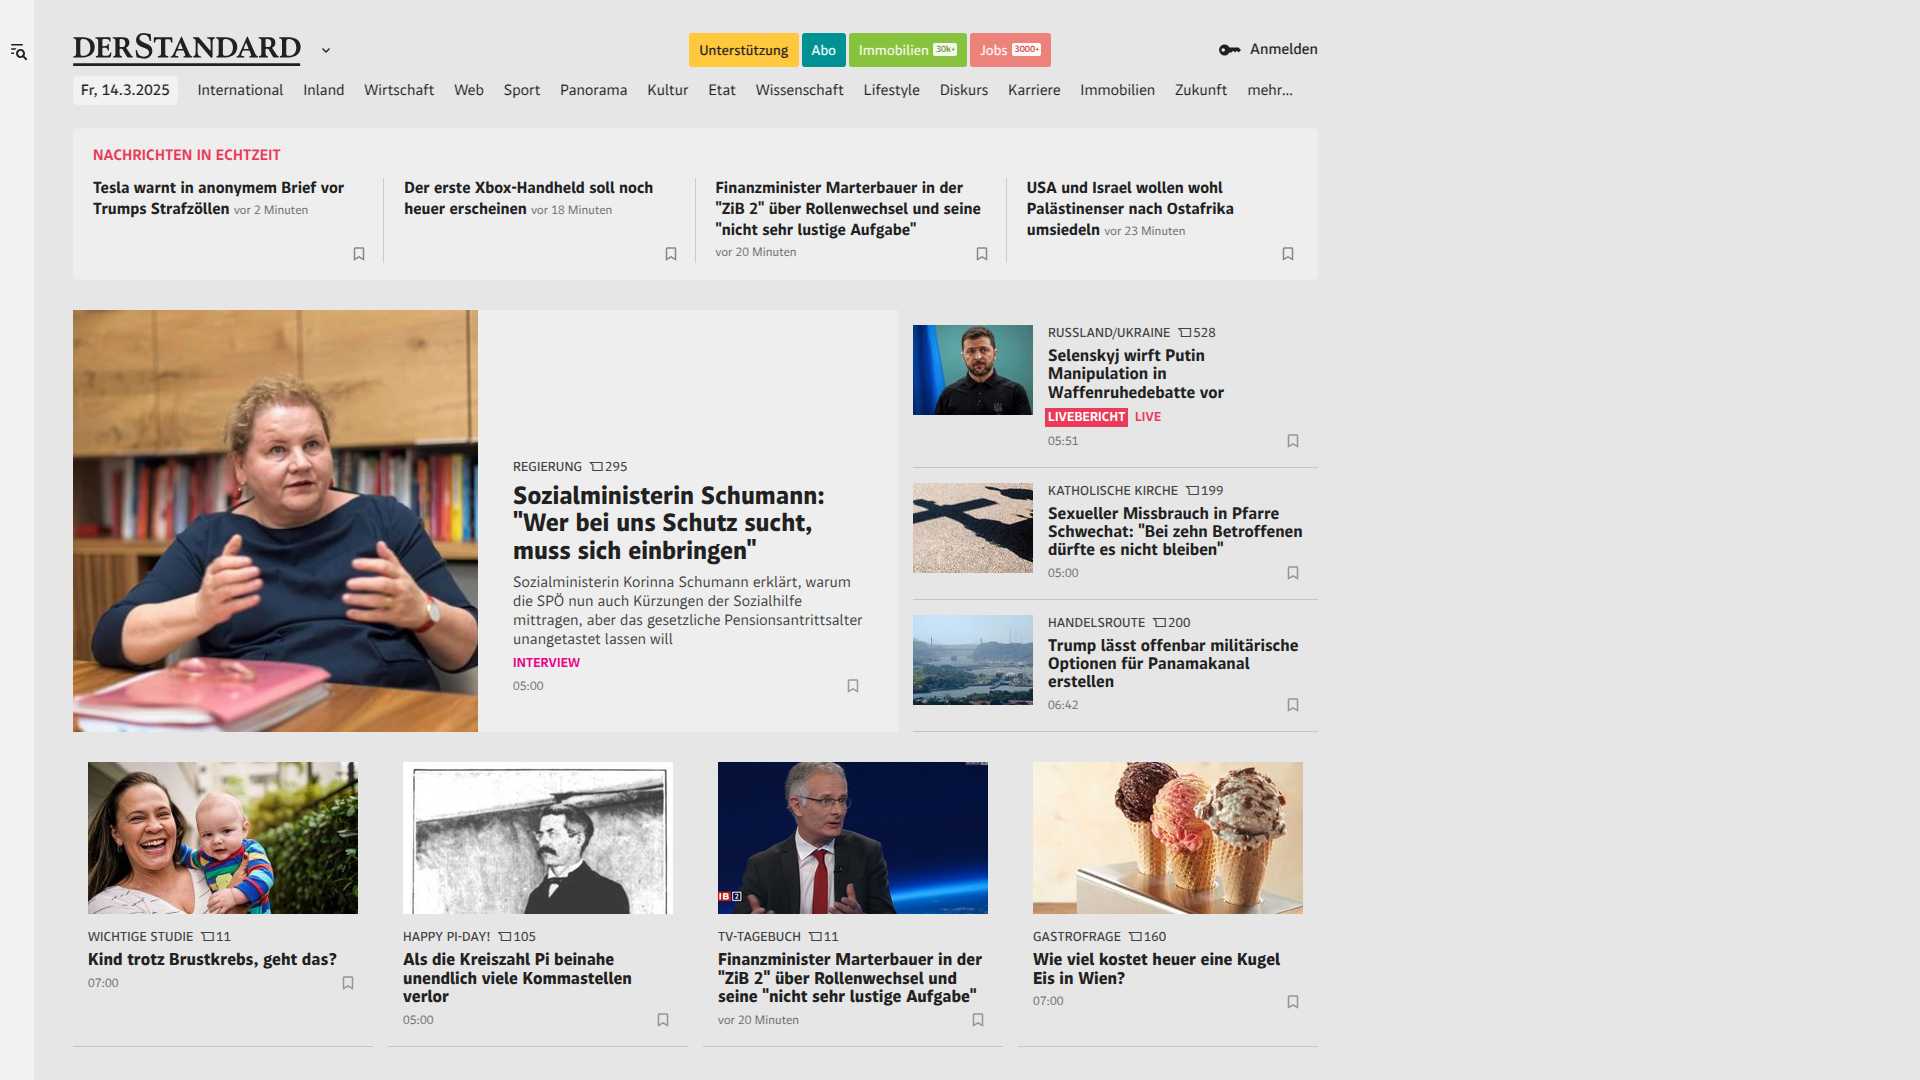 DERSTANDARD
Unterstützung
Abo
Immobilien 30k+
Jobs 3000+
Anmelden
Fr, 14.3.2025
International
Inland
Wirtschaft
Web
Sport
Panorama
Kultur
Etat
Wissenschaft
Lifestyle
Diskurs
Karriere
Immobilien
Zukunft
mehr...
NACHRICHTEN IN ECHTZEIT
Tesla warnt in anonymem Brief vor
Trumps Strafzöllen vor 2 Minuten
Der erste Xbox-Handheld soll noch
heuer erscheinen vor 18 Minuten
Finanzminister Marterbauer in der
"ZiB 2" über Rollenwechsel und seine
"nicht sehr lustige Aufgabe"
vor 20 Minuten
USA und Israel wollen wohl
Palästinenser nach Ostafrika
umsiedeln vor 23 Minuten
REGIERUNG 295
Sozialministerin Schumann:
"Wer bei uns Schutz sucht,
muss sich einbringen"
Sozialministerin Korinna Schumann erklärt, warum
die SPÖ nun auch Kürzungen der Sozialhilfe
mittragen, aber das gesetzliche Pensionsantrittsalter
unangetastet lassen will
INTERVIEW
05:00
RUSSLAND/UKRAINE 528
Selenskyj wirft Putin
Manipulation in
Waffenruhedebatte vor
LIVEBERICHT LIVE
05:51
KATHOLISCHE KIRCHE 199
Sexueller Missbrauch in Pfarre
Schwechat: "Bei zehn Betroffenen
dürfte es nicht bleiben"
05:00
HANDELSROUTE 200
Trump lässt offenbar militärische
Optionen für Panamakanal
erstellen
06:42
WICHTIGE STUDIE 11
Kind trotz Brustkrebs, geht das?
07:00
HAPPY PI-DAY! 105
Als die Kreiszahl Pi beinahe
unendlich viele Kommastellen
verlor
05:00
IB 2
TV-TAGEBUCH 11
Finanzminister Marterbauer in der
"ZiB 2" über Rollenwechsel und
seine "nicht sehr lustige Aufgabe"
vor 20 Minuten
GASTROFRAGE 160
Wie viel kostet heuer eine Kugel
Eis in Wien?
07:00